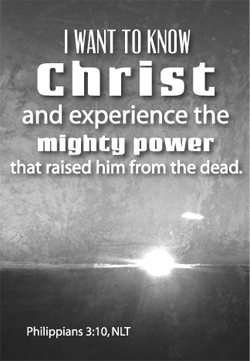 I WANT TO KNOW
Christ
and experience the
mighty power
that raised him from the dead.
Philippians 3:10, NLT